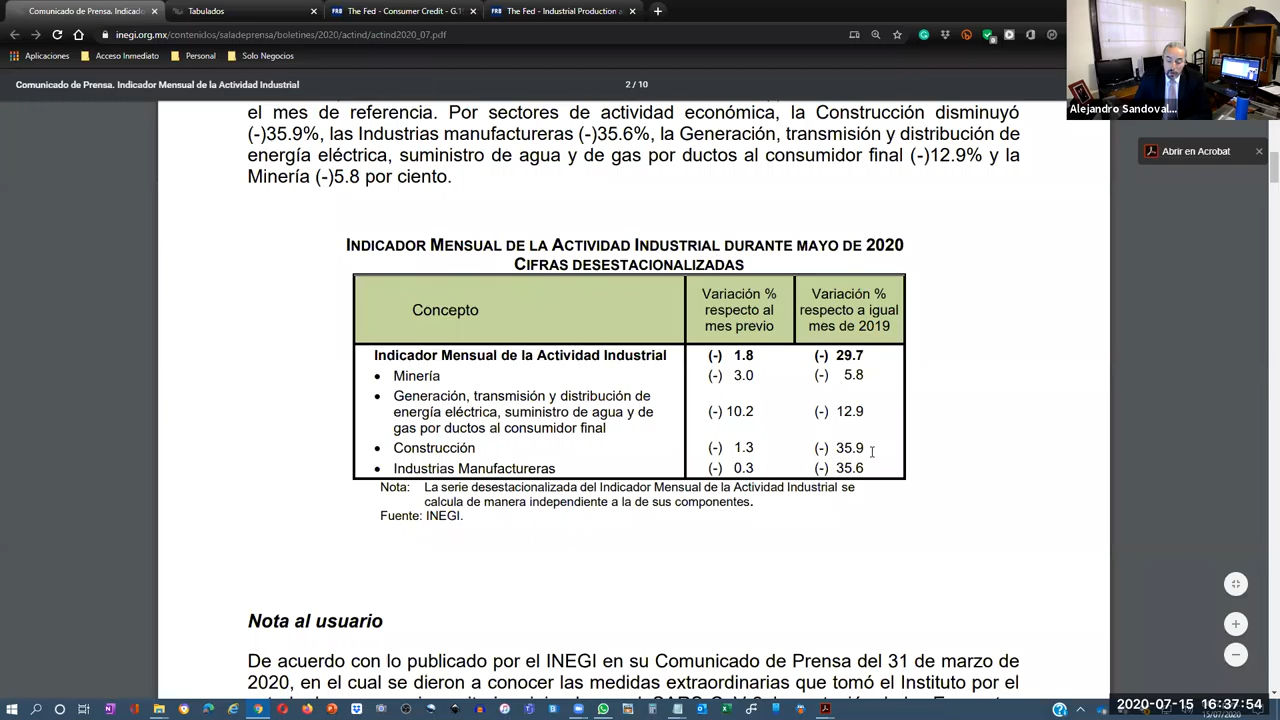 Comunicado de Prensa. Indicado
Tabulados
The Fed - Consumer Credit - G.1
The Fed - Industrial Production a
inegi.org.mx/contenidos/saladeprensa/boletines/2020/actind/actind2020_07.pdf
Aplicaciones
Acceso Inmediato
Personal
Solo Negocios
Comunicado de Prensa. Indicador Mensual de la Actividad Industrial
2 / 10
Alejandro Sandoval...
Abrir en Acrobat
el mes de referencia. Por sectores de actividad económica, la Construcción disminuyó
(-)35.9%, las Industrias manufactureras (-)35.6%, la Generación, transmisión y distribución de
energía eléctrica, suministro de agua y de gas por ductos al consumidor final (-)12.9% y la
Minería (-)5.8 por ciento.
INDICADOR MENSUAL DE LA ACTIVIDAD INDUSTRIAL DURANTE MAYO DE 2020
CIFRAS DESESTACIONALIZADAS
Concepto
Variación %
respecto al
mes previo
Variación %
respecto a igual
mes de 2019
Indicador Mensual de la Actividad Industrial (-) 1.8 (-) 29.7
• Minería (-) 3.0 (-) 5.8
• Generación, transmisión y distribución de
energía eléctrica, suministro de agua y de (-) 10.2 (-) 12.9
gas por ductos al consumidor final
• Construcción (-) 1.3 (-) 35.9
• Industrias Manufactureras (-) 0.3 (-) 35.6
Nota: La serie desestacionalizada del Indicador Mensual de la Actividad Industrial se
calcula de manera independiente a la de sus componentes.
Fuente: INEGI.
Nota al usuario
De acuerdo con lo publicado por el INEGI en su Comunicado de Prensa del 31 de marzo de
2020, en el cual se dieron a conocer las medidas extraordinarias que tomó el Instituto por el
2020-07-15 16:37:54
15/07/2020